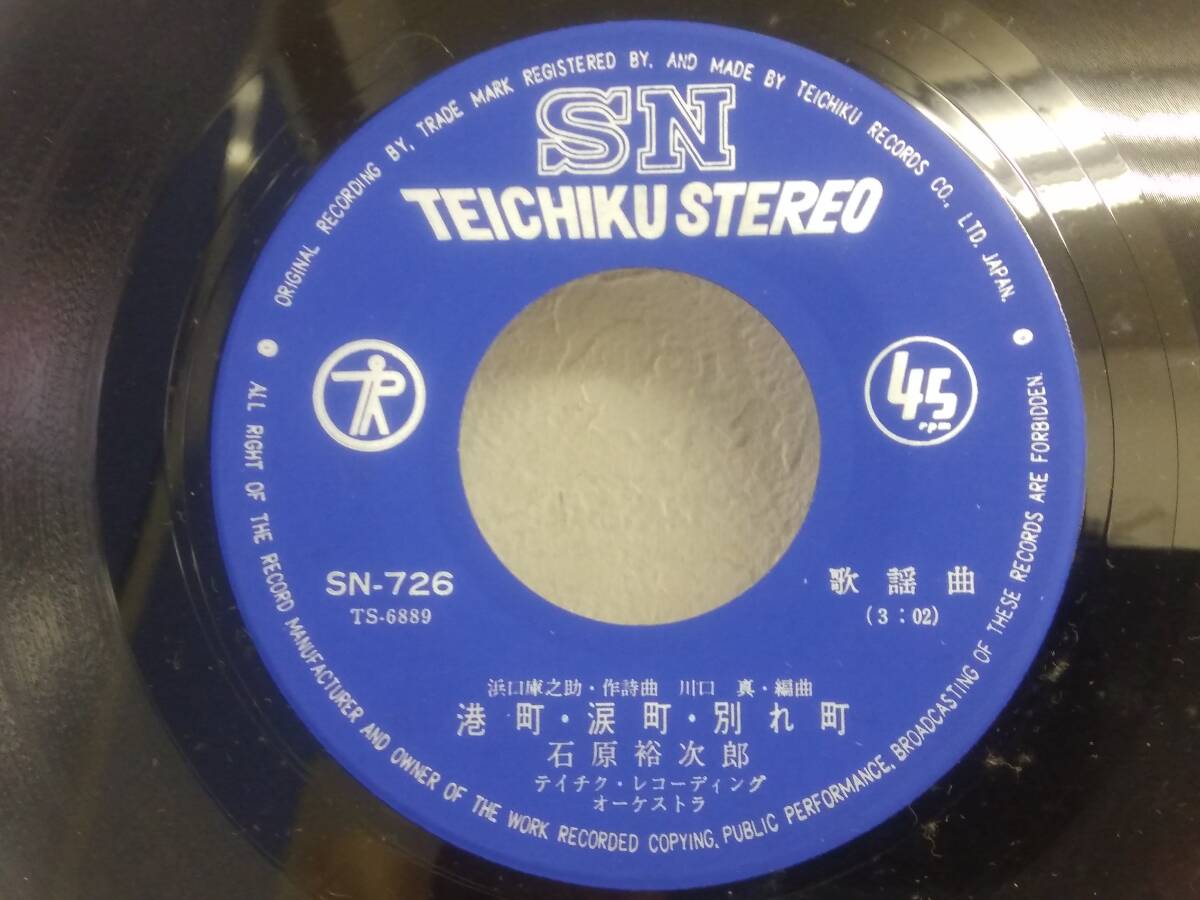 ORIGINAL RECORDING BY, TRADE MARK REGISTERED BY, AND MADE BY TEICHIKU RECORDS CO., LTD. JAPAN.
SN
TEICHIKU STEREO
45
rpm
SN-726
TS-6889
歌謡曲
(3:02)
浜口庫之助・作詩曲 川口 真・編曲
港町・涙町・別れ町
石原裕次郎
テイチク・レコーディング
オーケストラ
ALL RIGHT OF THE RECORD MANUFACTURER AND OWNER OF THE WORK RECORDED COPYING, PUBLIC PERFORMANCE, BROADCASTING OF THESE RECORDS ARE FORBIDDEN.